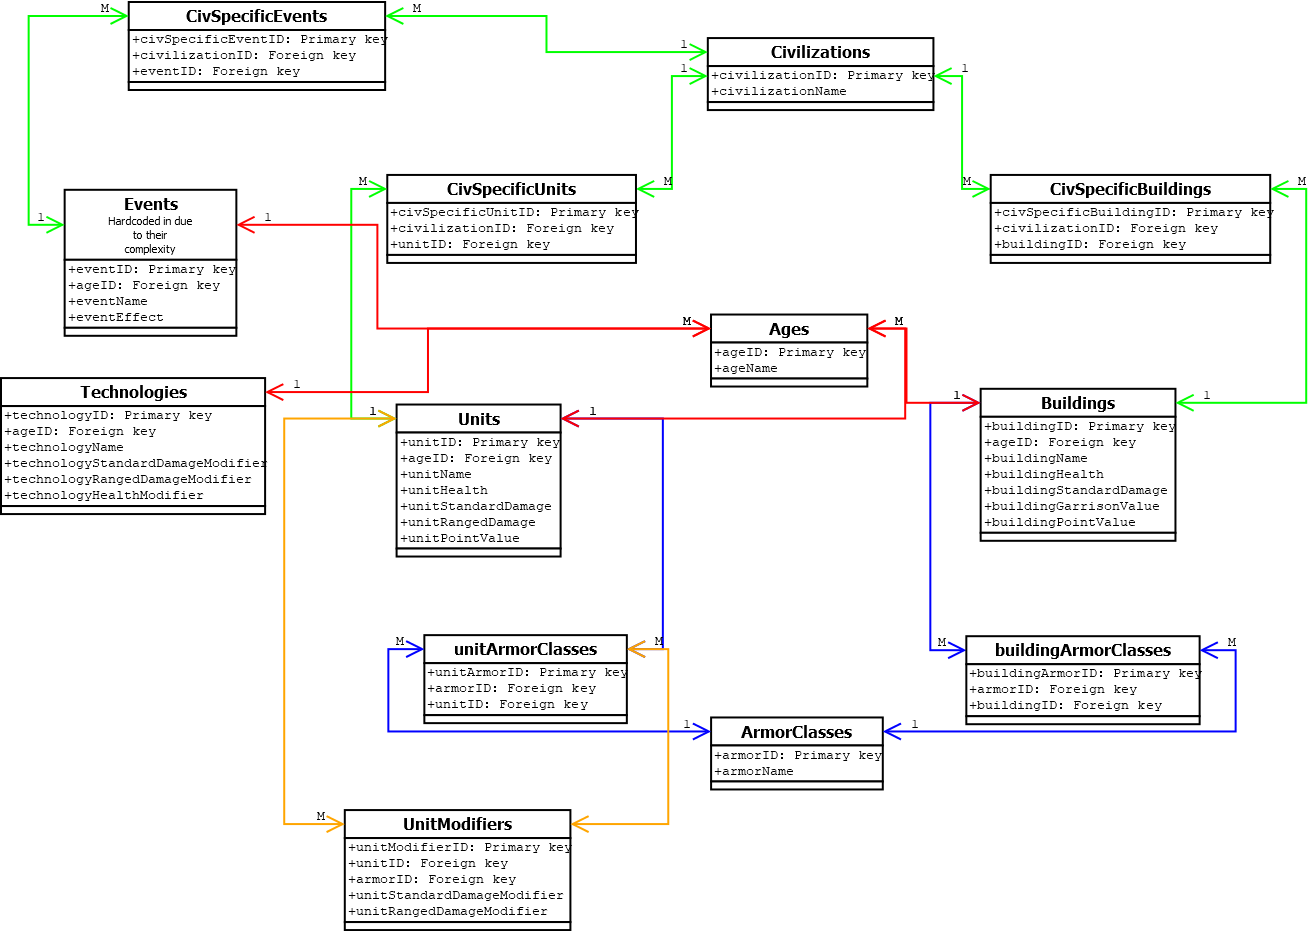 CivSpecificEvents
+civSpecificEventID: Primary key
+civilizationID: Foreign key
+eventID: Foreign key
M
M
1
1
1
Civilizations
+civilizationID: Primary key
+civilizationName
M
M
M
M
CivSpecificUnits
+civSpecificUnitID: Primary key
+civilizationID: Foreign key
+unitID: Foreign key
CivSpecificBuildings
+civSpecificBuildingID: Primary key
+civilizationID: Foreign key
+buildingID: Foreign key
1
1
Events
Hardcoded in due
to their
complexity
+eventID: Primary key
+ageID: Foreign key
+eventName
+eventEffect
M
M
Ages
+ageID: Primary key
+ageName
1
Technologies
+technologyID: Primary key
+ageID: Foreign key
+technologyName
+technologyStandardDamageModifier
+technologyRangedDamageModifier
+technologyHealthModifier
1
1
Units
+unitID: Primary key
+ageID: Foreign key
+unitName
+unitHealth
+unitStandardDamage
+unitRangedDamage
+unitPointValue
1
1
Buildings
+buildingID: Primary key
+ageID: Foreign key
+buildingName
+buildingHealth
+buildingStandardDamage
+buildingGarrisonValue
+buildingPointValue
M
M
unitArmorClasses
+unitArmorID: Primary key
+armorID: Foreign key
+unitID: Foreign key
M
M
buildingArmorClasses
+buildingArmorID: Primary key
+armorID: Foreign key
+buildingID: Foreign key
1
1
ArmorClasses
+armorID: Primary key
+armorName
M
UnitModifiers
+unitModifierID: Primary key
+unitID: Foreign key
+armorID: Foreign key
+unitStandardDamageModifier
+unitRangedDamageModifier